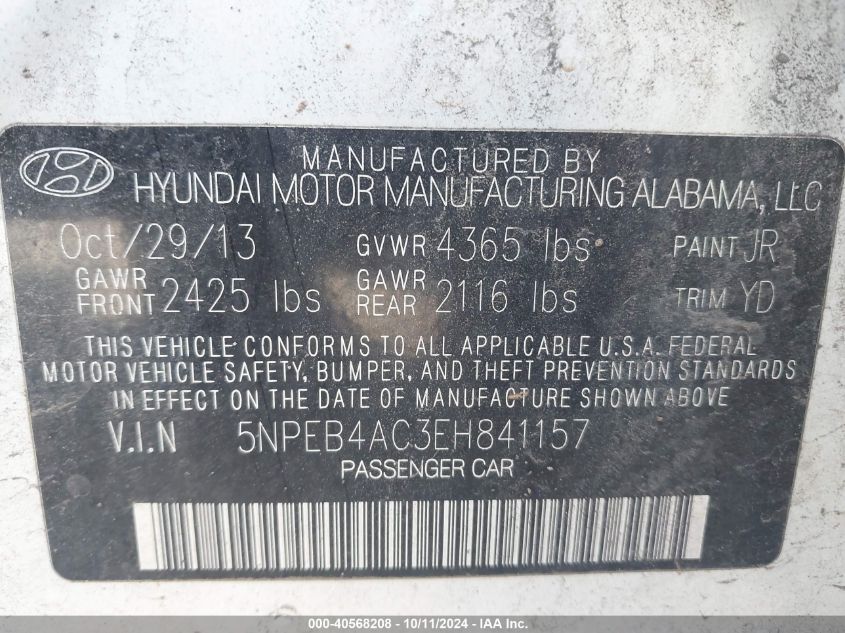 MANUFACTURED BY
HYUNDAI MOTOR MANUFACTURING ALABAMA, LLC
Oct/29/13 GVWR 4365 lbs PAINT JR
GAWR FRONT 2425 lbs GAWR REAR 2116 lbs TRIM YD
THIS VEHICLE CONFORMS TO ALL APPLICABLE U.S.A. FEDERAL
MOTOR VEHICLE SAFETY, BUMPER, AND THEFT PREVENTION STANDARDS
IN EFFECT ON THE DATE OF MANUFACTURE SHOWN ABOVE
V.I.N 5NPEB4AC3EH841157
PASSENGER CAR
000-40568208 - 10/11/2024 - IAA Inc.